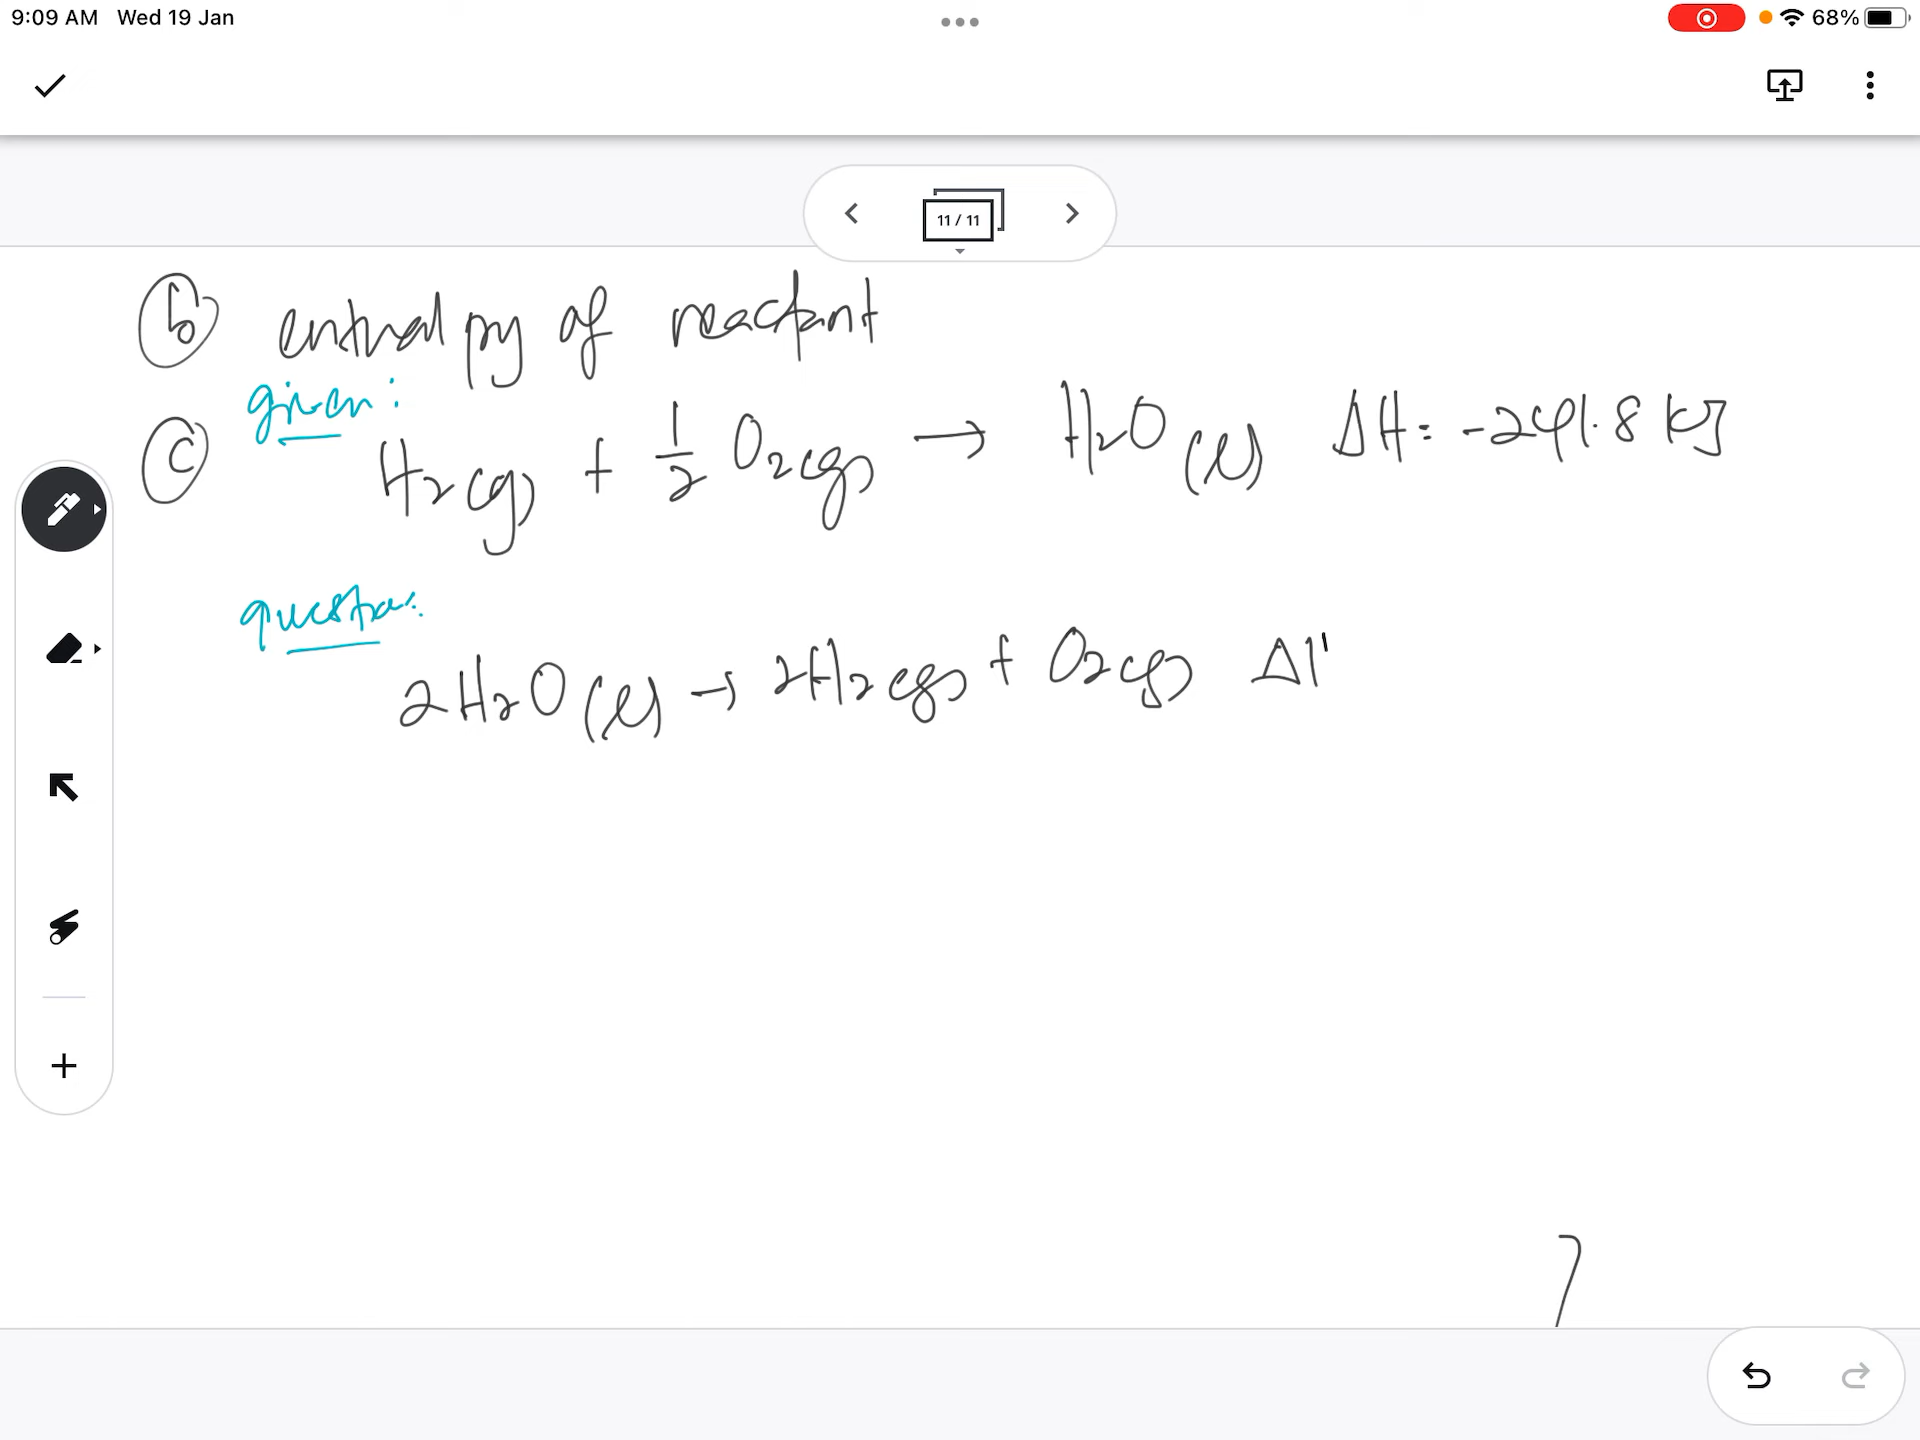 9:09 AM Wed 19 Jan
68%
11 / 11
b enthalpy of reactant
given:
c H2(g) + 1/2 O2(g) → H2O (l) ΔH = -241.8 kJ
question:
2H2O (l) → 2H2(g) + O2(g)